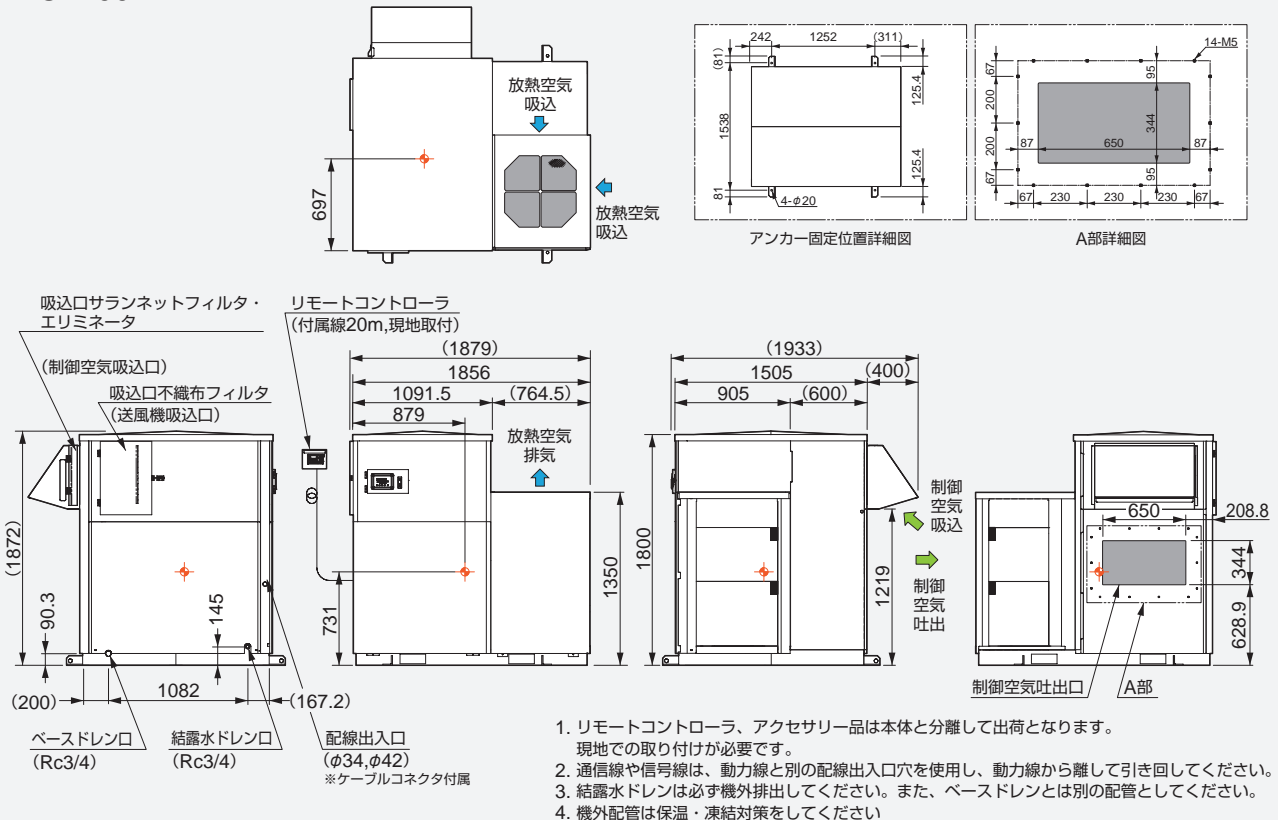 放熱空気
吸込
放熱空気
吸込
697
242
1252
(311)
(81)
1538
81
125.4
125.4
4-φ20
アンカー固定位置詳細図
14-M5
67
200
200
67
95
344
95
87
650
87
67
230
230
230
67
A部詳細図
吸込口サランネットフィルタ・
エリミネータ
(制御空気吸込口)
吸込口不織布フィルタ
(送風機吸込口)
(1872)
90.3
145
(200)
1082
(167.2)
ベースドレン口
(Rc3/4)
結露水ドレン口
(Rc3/4)
配線出入口
(φ34,φ42)
※ケーブルコネクタ付属
リモートコントローラ
(付属線20m,現地取付)
(1879)
1856
1091.5
(764.5)
879
放熱空気
排気
731
1350
(1933)
1505
(400)
905
(600)
1800
1219
制御
空気
吸込
制御
空気
吐出
650
208.8
344
628.9
制御空気吐出口
A部
1. リモートコントローラ、アクセサリー品は本体と分離して出荷となります。
現地での取り付けが必要です。
2. 通信線や信号線は、動力線と別の配線出入口穴を使用し、動力線から離して引き回してください。
3. 結露水ドレンは必ず機外排出してください。また、ベースドレンとは別の配管としてください。
4. 機外配管は保温・凍結対策をしてください